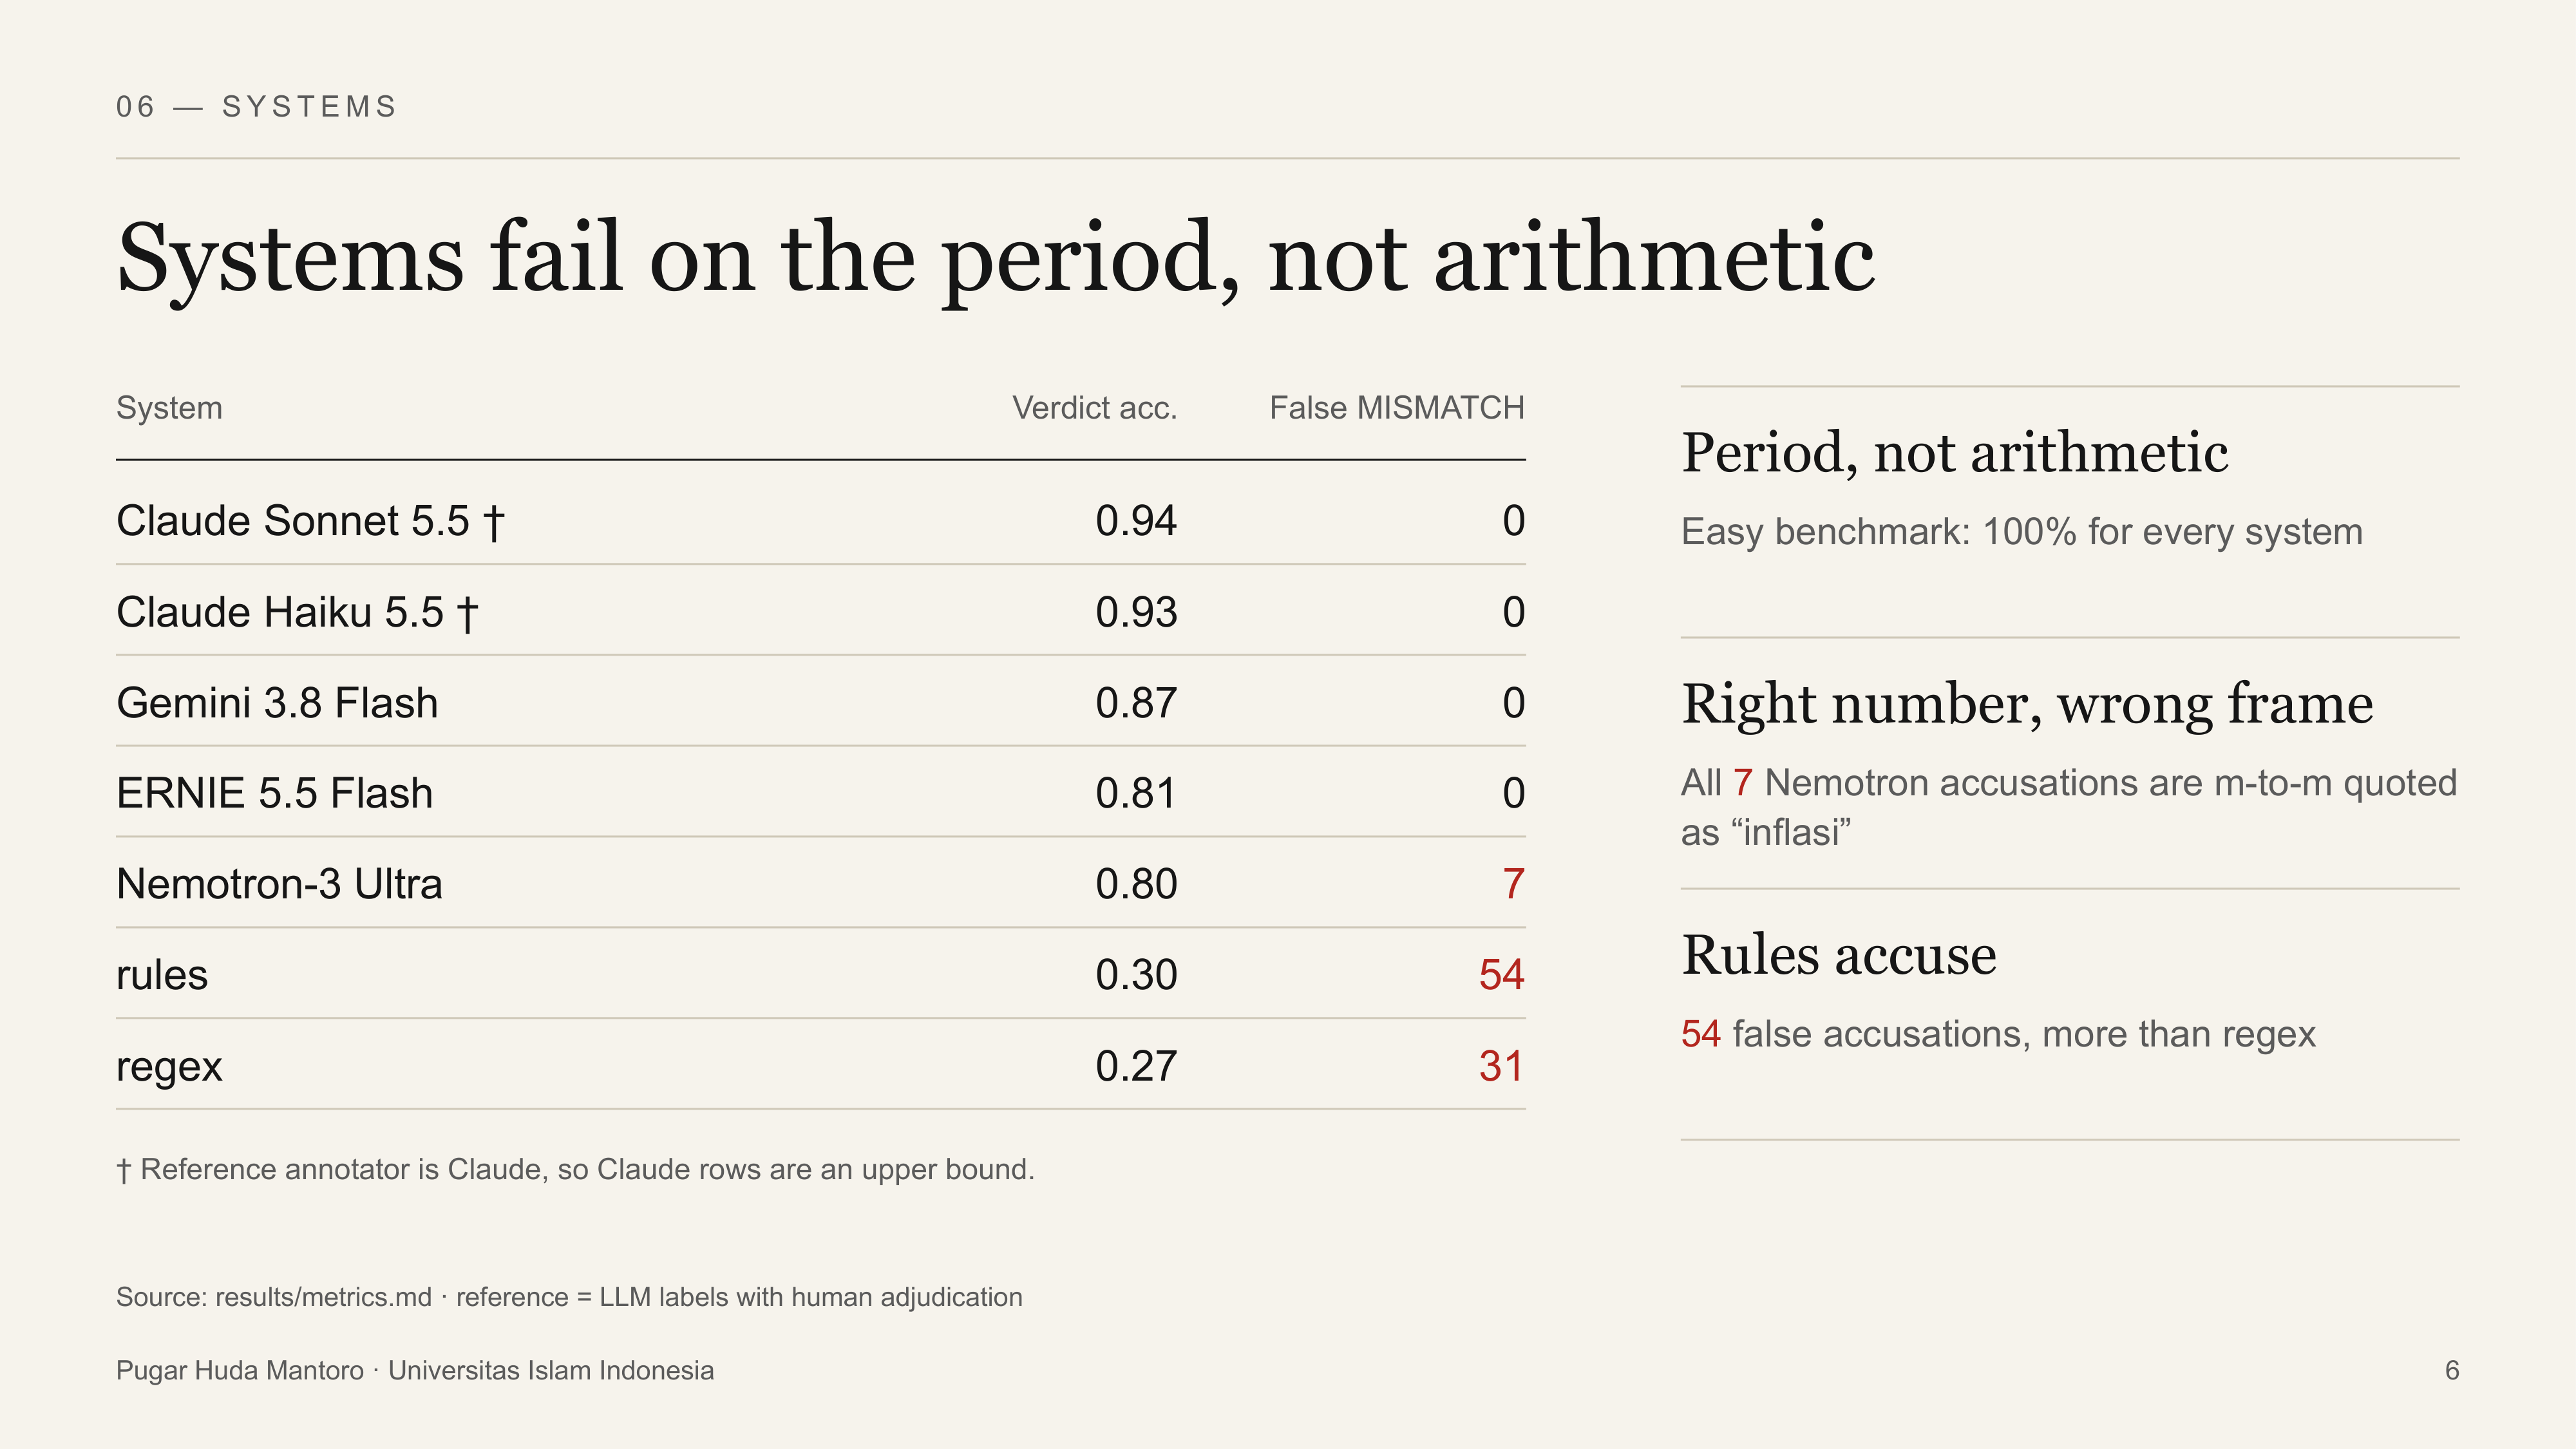 06 — SYSTEMS
Systems fail on the period, not arithmetic
System Verdict acc. False MISMATCH
Claude Sonnet 5.5 † 0.94 0
Claude Haiku 5.5 † 0.93 0
Gemini 3.8 Flash 0.87 0
ERNIE 5.5 Flash 0.81 0
Nemotron-3 Ultra 0.80 7
rules 0.30 54
regex 0.27 31
† Reference annotator is Claude, so Claude rows are an upper bound.
Period, not arithmetic
Easy benchmark: 100% for every system
Right number, wrong frame
All 7 Nemotron accusations are m-to-m quoted
as “inflasi”
Rules accuse
54 false accusations, more than regex
Source: results/metrics.md · reference = LLM labels with human adjudication
Pugar Huda Mantoro · Universitas Islam Indonesia
6